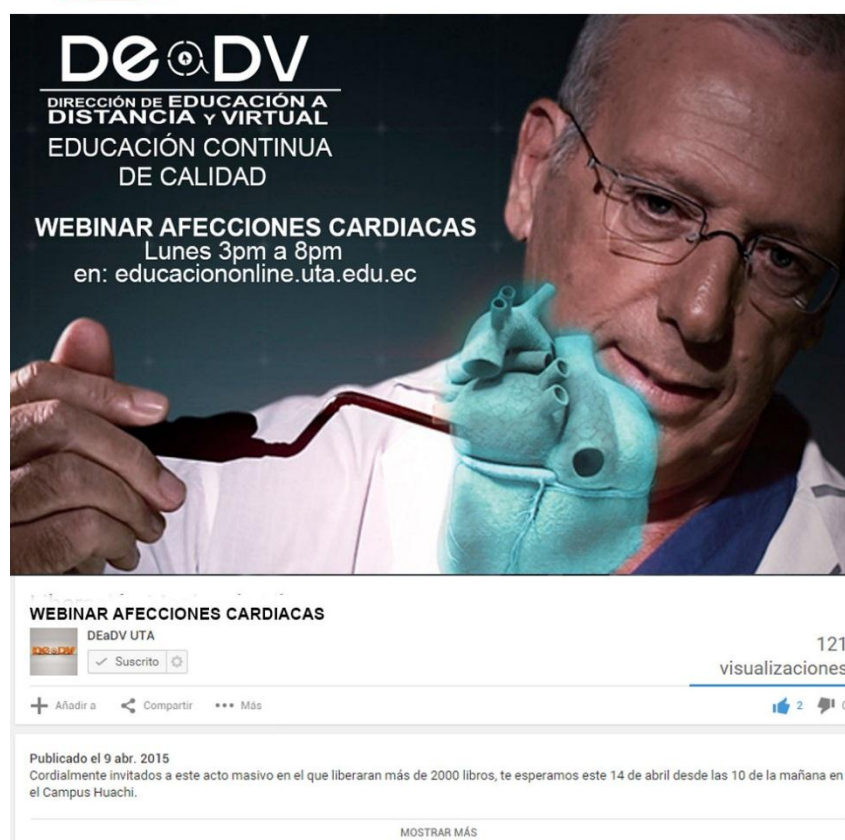 DEaDV
DIRECCIÓN DE EDUCACIÓN A
DISTANCIA Y VIRTUAL
EDUCACIÓN CONTINUA
DE CALIDAD
WEBINAR AFECCIONES CARDIACAS
Lunes 3pm a 8pm
en: educaciononline.uta.edu.ec
WEBINAR AFECCIONES CARDIACAS
DEaDV UTA
DEaDV
Suscrito
121
visualizaciones
Añadir a Compartir Más
2
Publicado el 9 abr. 2015
Cordialmente invitados a este acto masivo en el que liberaran más de 2000 libros, te esperamos este 14 de abril desde las 10 de la mañana en
el Campus Huachi.
MOSTRAR MÁS